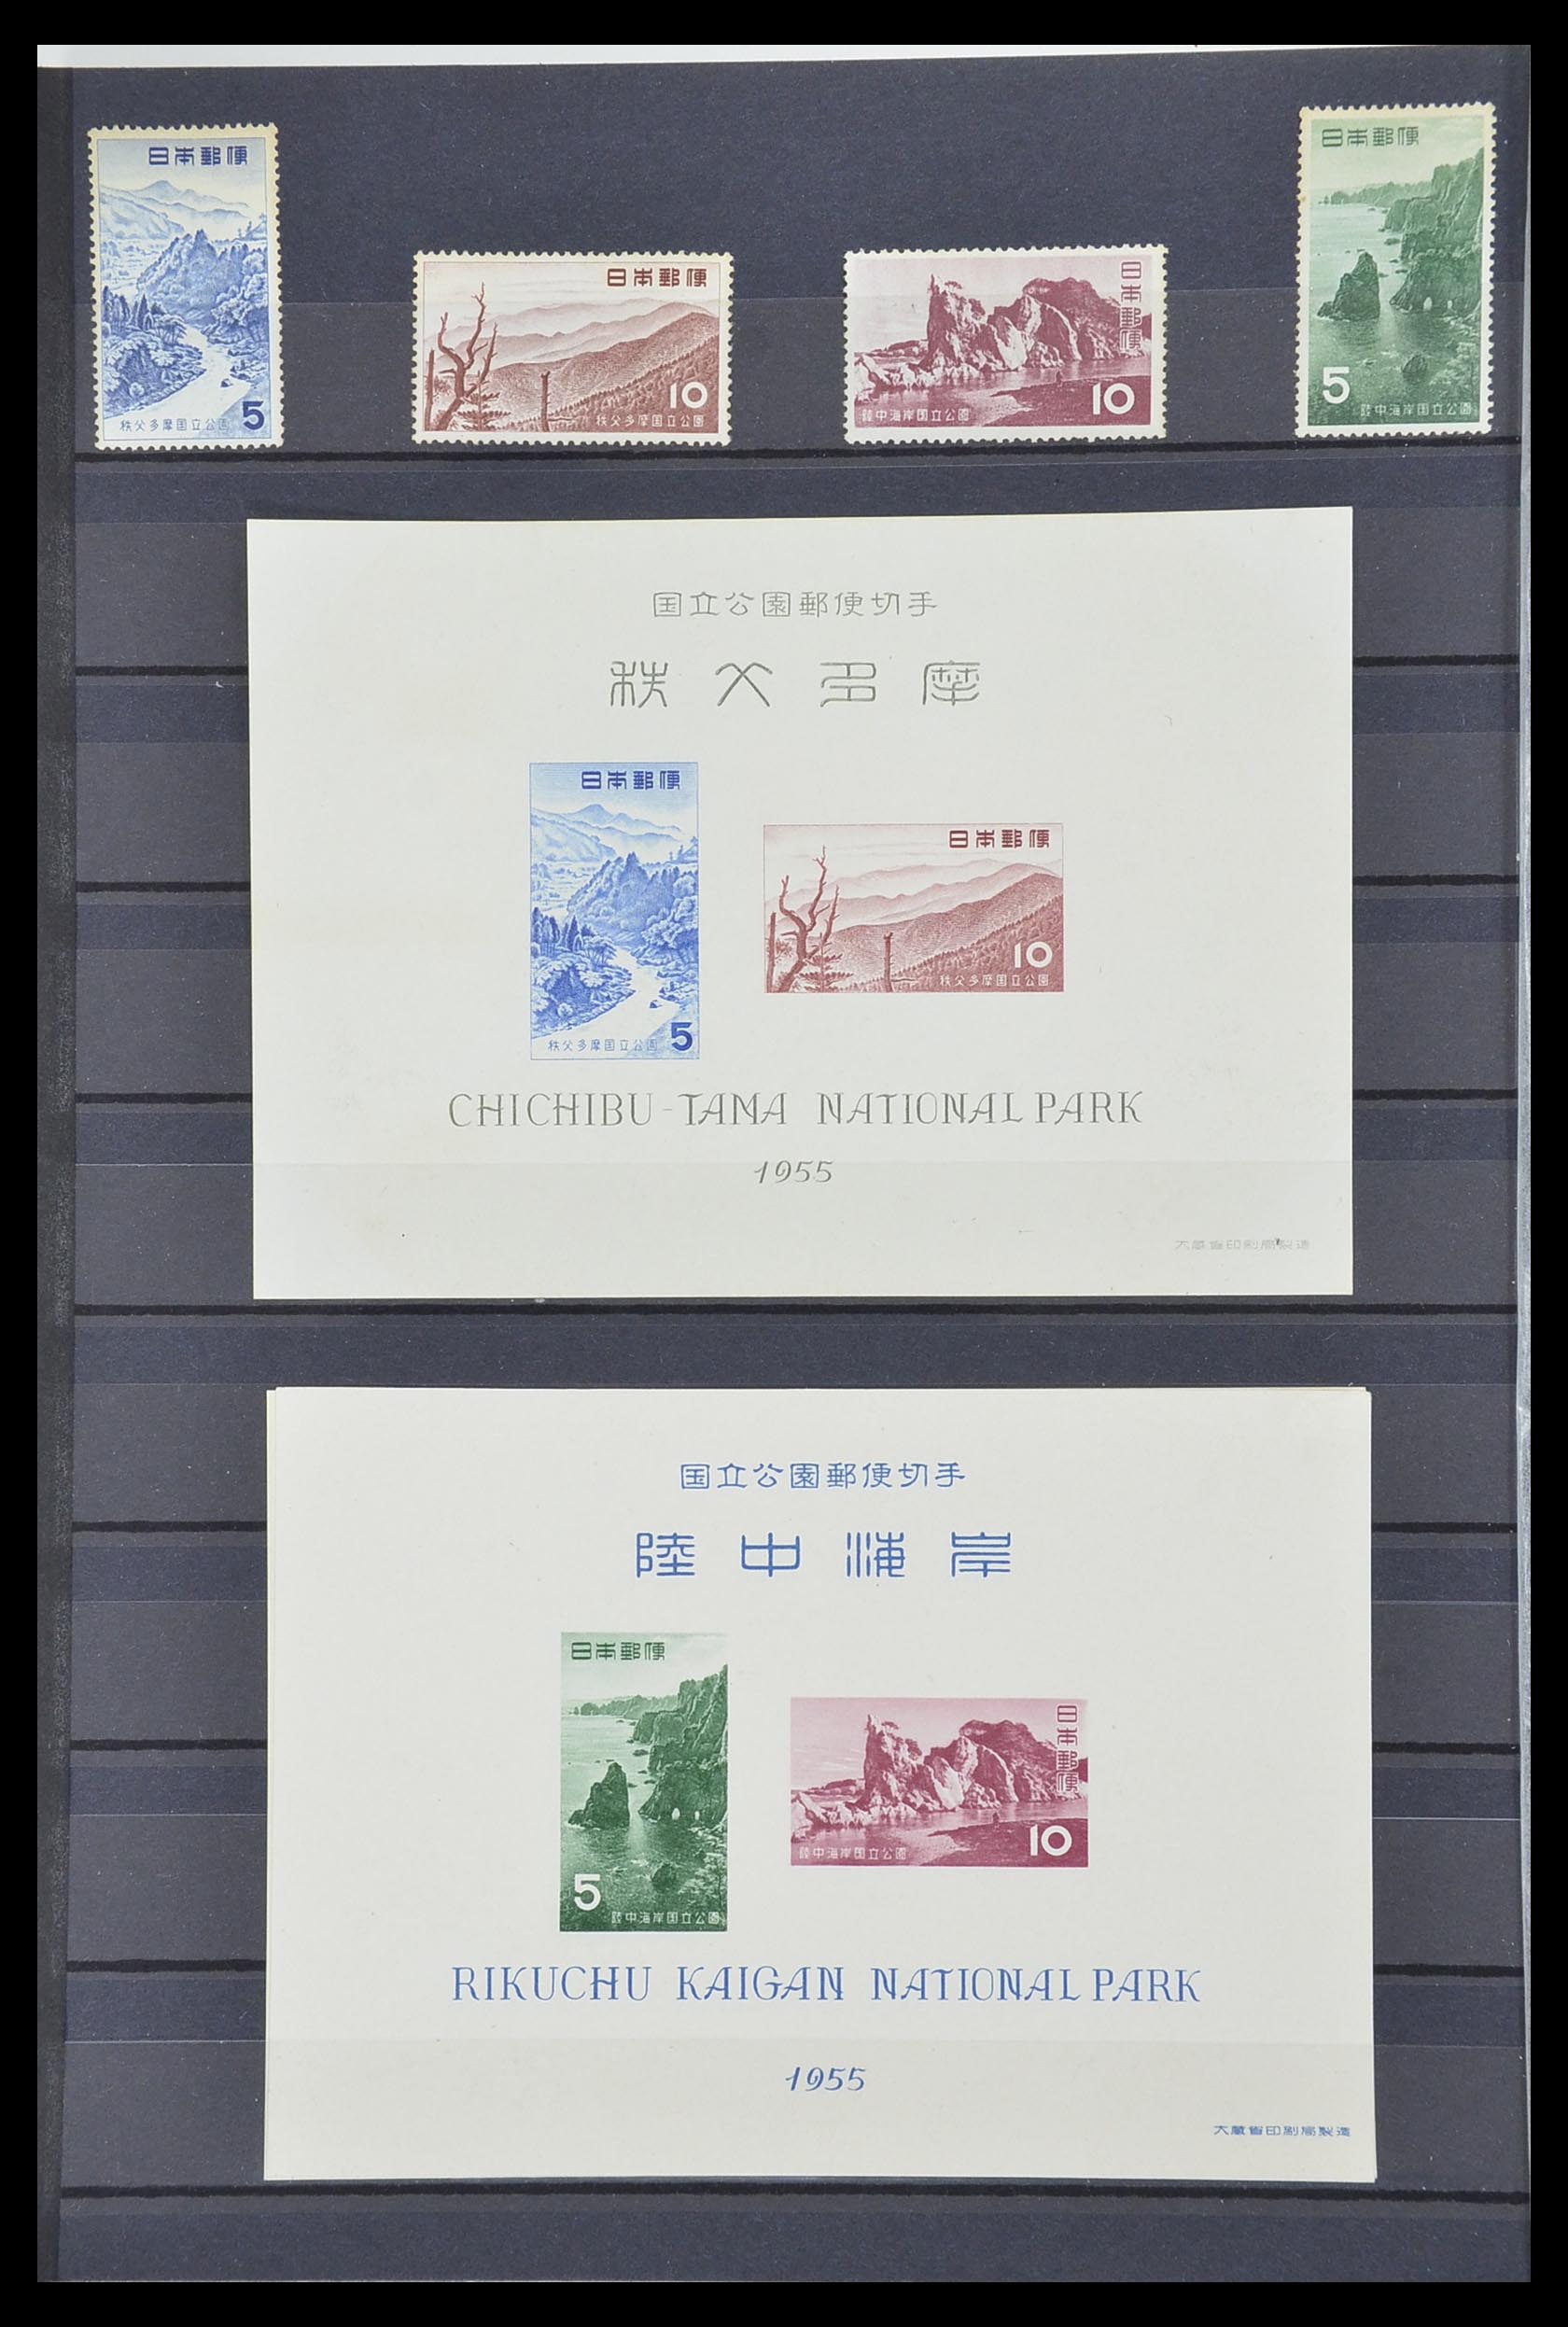 日本郵便
秩父多摩国立公園 5
日本郵便
10
秩父多摩国立公園
日本郵便
10
陸中海岸国立公園
日本郵便
5
陸中海岸国立公園
国立公園郵便切手
秩父多摩
日本郵便
秩父多摩国立公園 5
日本郵便
10
秩父多摩国立公園
CHICHIBU-TAMA NATIONAL PARK
1955
大蔵省印刷局製造
国立公園郵便切手
陸中海岸
日本郵便
5
陸中海岸国立公園
日本郵便
10
陸中海岸国立公園
RIKUCHU KAIGAN NATIONAL PARK
1955
大蔵省印刷局製造